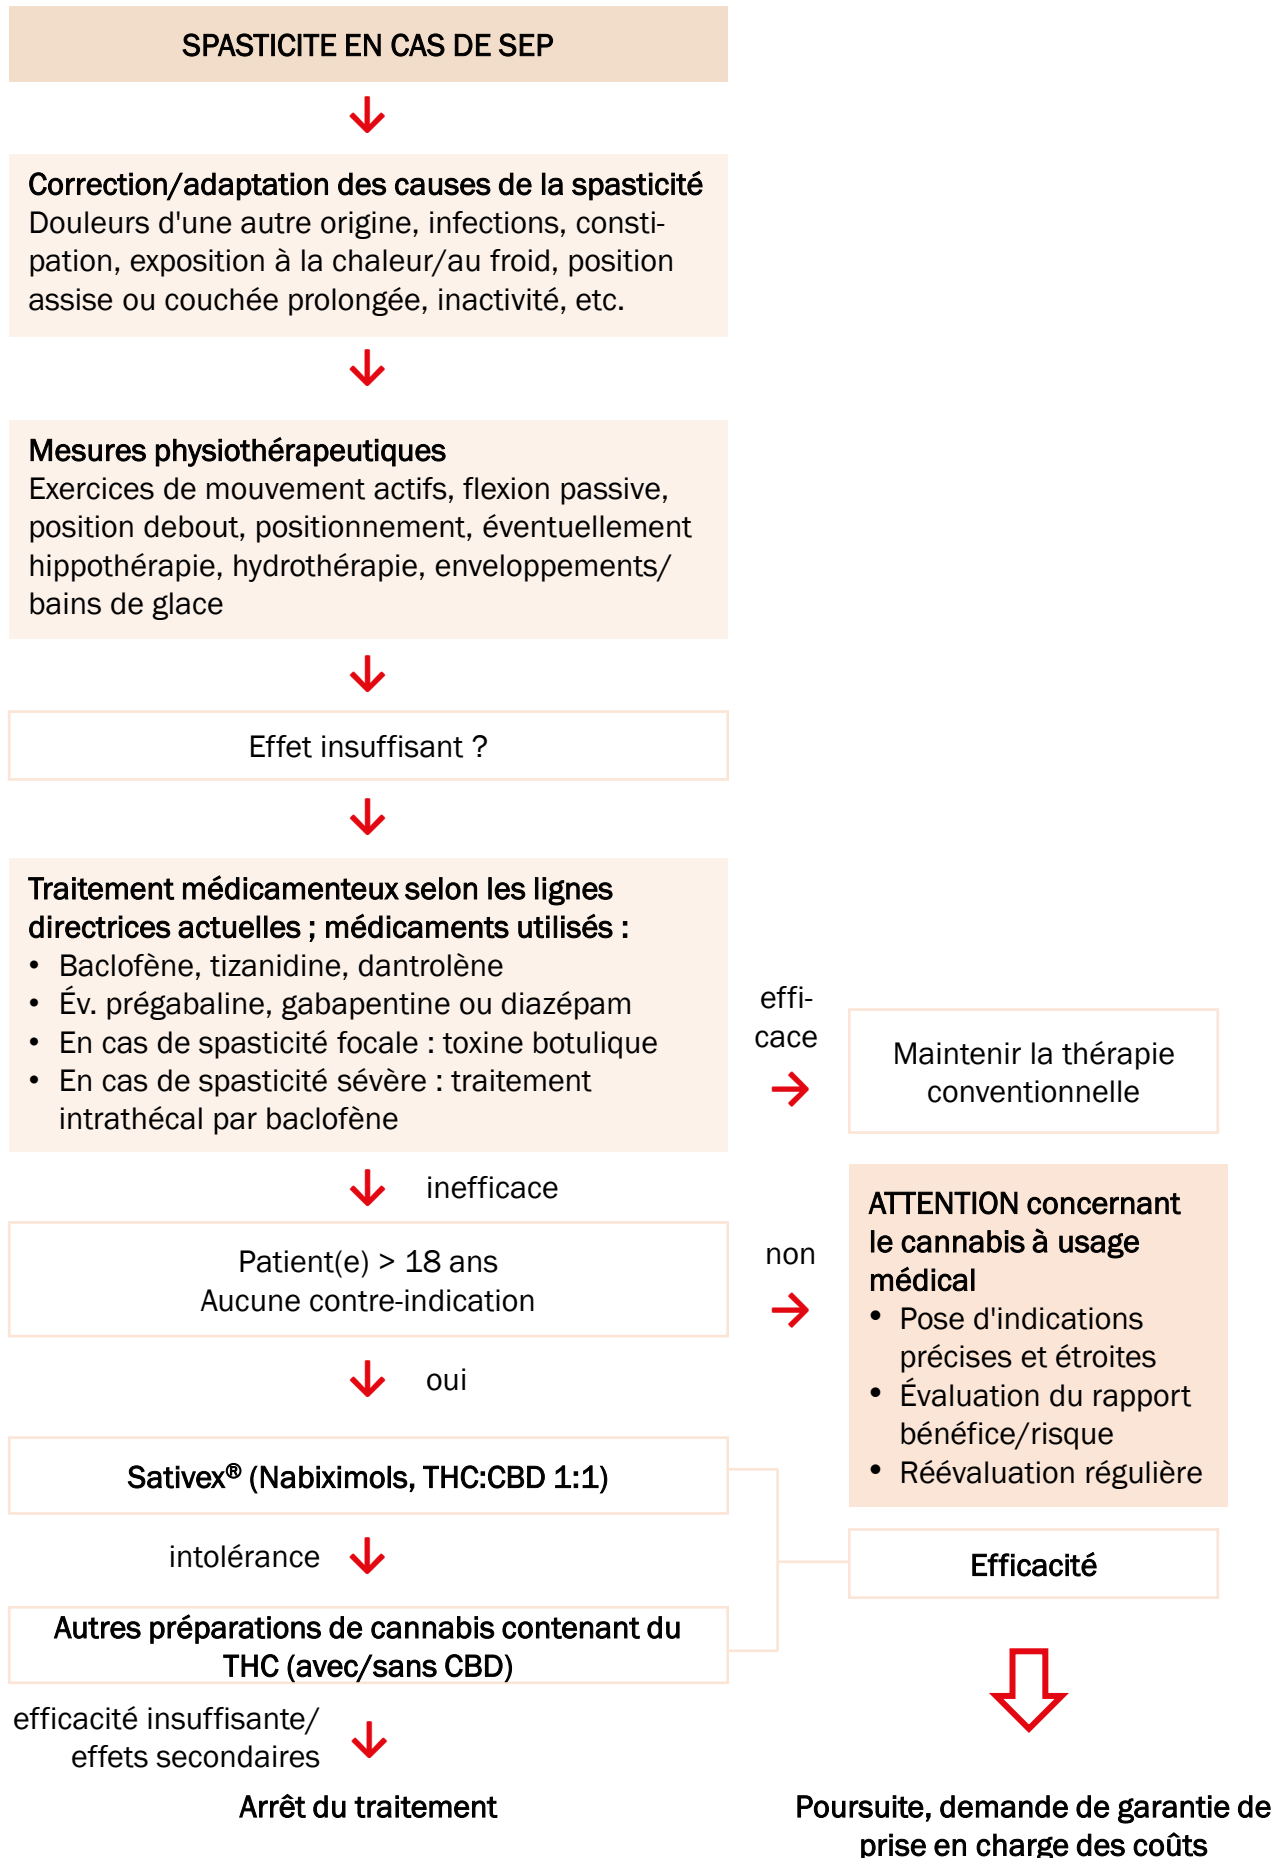 SPASTICITE EN CAS DE SEP
Correction/adaptation des causes de la spasticité
Douleurs d'une autre origine, infections, consti-
pation, exposition à la chaleur/au froid, position
assise ou couchée prolongée, inactivité, etc.
Mesures physiothérapeutiques
Exercices de mouvement actifs, flexion passive,
position debout, positionnement, éventuellement
hippothérapie, hydrothérapie, enveloppements/
bains de glace
Effet insuffisant ?
Traitement médicamenteux selon les lignes
directrices actuelles ; médicaments utilisés :
• Baclofène, tizanidine, dantrolène
• Év. prégabaline, gabapentine ou diazépam
• En cas de spasticité focale : toxine botulique
• En cas de spasticité sévère : traitement
intrathécal par baclofène
effi-
cace
Maintenir la thérapie
conventionnelle
inefficace
Patient(e) > 18 ans
Aucune contre-indication
non
ATTENTION concernant
le cannabis à usage
médical
• Pose d'indications
précises et étroites
• Évaluation du rapport
bénéfice/risque
• Réévaluation régulière
oui
Sativex® (Nabiximols, THC:CBD 1:1)
intolérance
Efficacité
Autres préparations de cannabis contenant du
THC (avec/sans CBD)
efficacité insuffisante/
effets secondaires
Arrêt du traitement
Poursuite, demande de garantie de
prise en charge des coûts